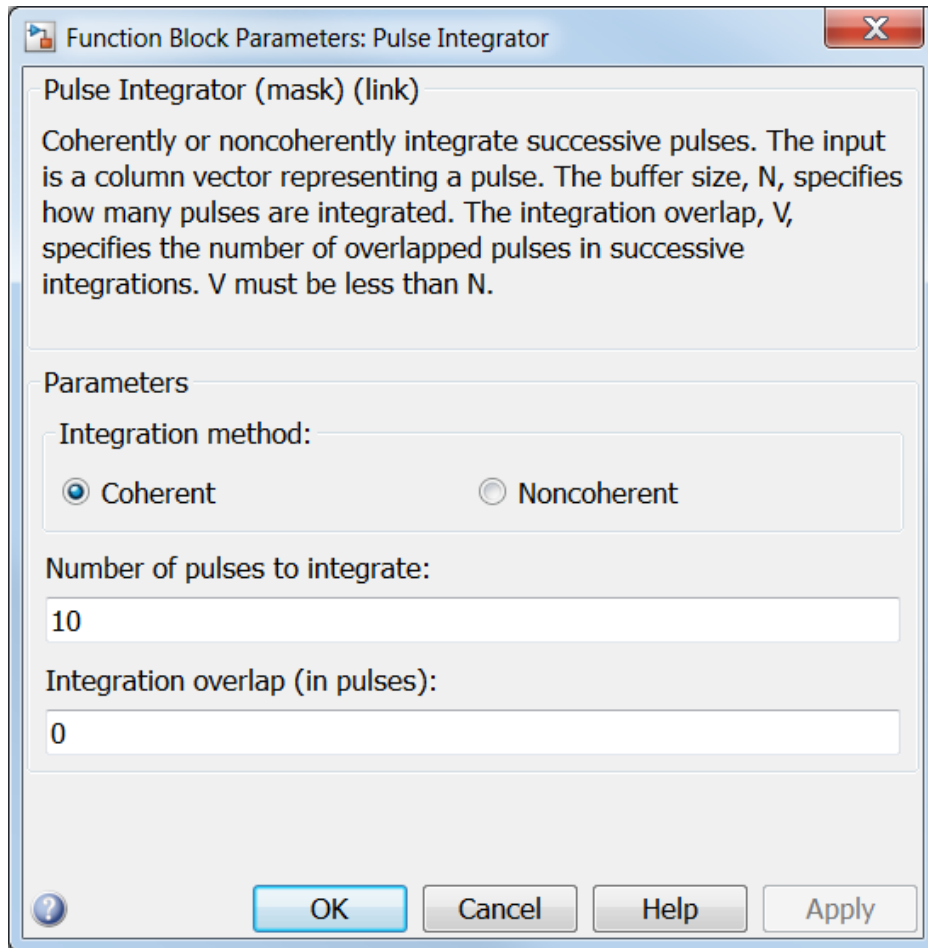 Function Block Parameters: Pulse Integrator
X
Pulse Integrator (mask) (link)
Coherently or noncoherently integrate successive pulses. The input
is a column vector representing a pulse. The buffer size, N, specifies
how many pulses are integrated. The integration overlap, V,
specifies the number of overlapped pulses in successive
integrations. V must be less than N.
Parameters
Integration method:
Coherent Noncoherent
Number of pulses to integrate:
10
Integration overlap (in pulses):
0
? OK Cancel Help Apply